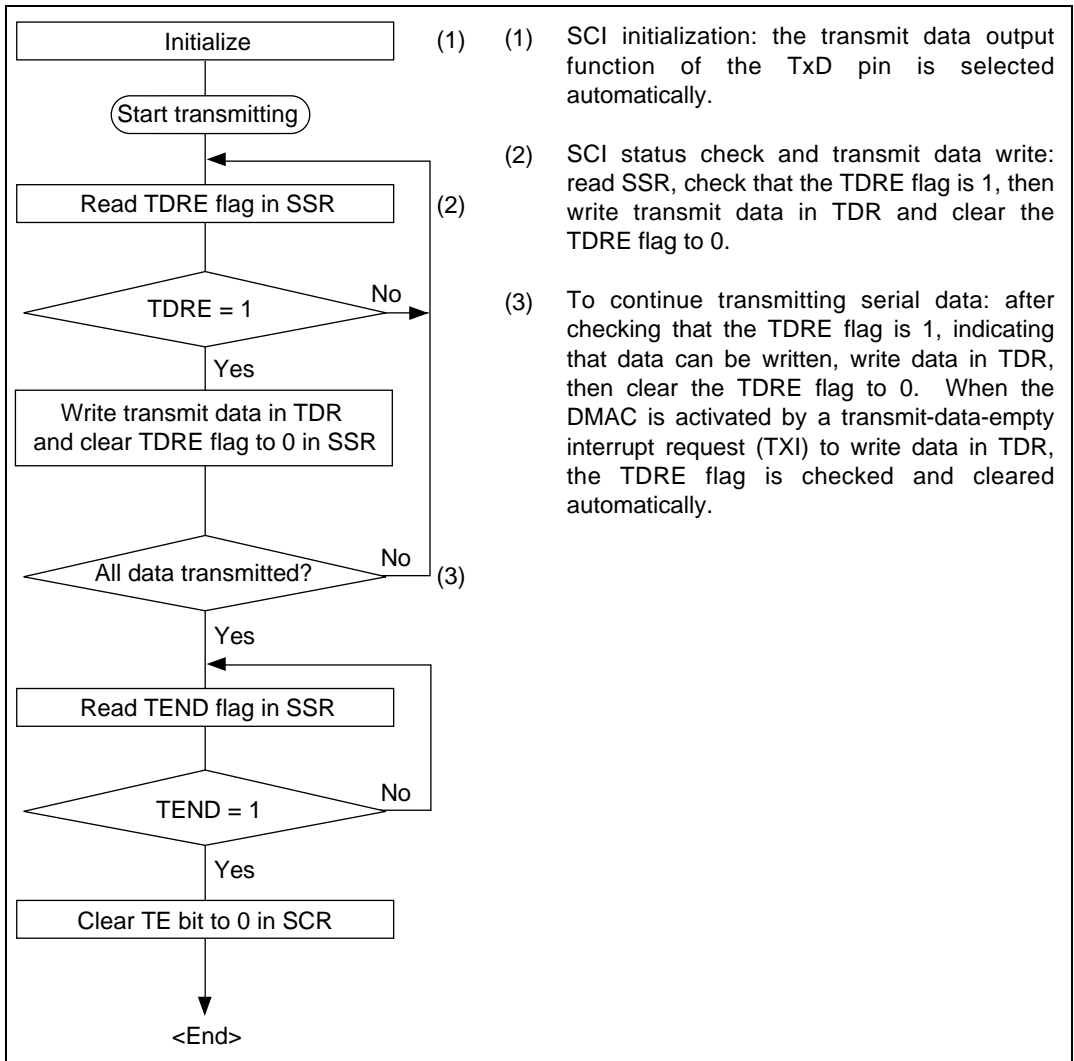 Initialize
(1)
Start transmitting
Read TDRE flag in SSR
(2)
TDRE = 1
No
Yes
Write transmit data in TDR
and clear TDRE flag to 0 in SSR
All data transmitted?
No
(3)
Yes
Read TEND flag in SSR
TEND = 1
No
Yes
Clear TE bit to 0 in SCR
<End>
(1) SCI initialization: the transmit data output
function of the TxD pin is selected
automatically.
(2) SCI status check and transmit data write:
read SSR, check that the TDRE flag is 1, then
write transmit data in TDR and clear the
TDRE flag to 0.
(3) To continue transmitting serial data: after
checking that the TDRE flag is 1, indicating
that data can be written, write data in TDR,
then clear the TDRE flag to 0. When the
DMAC is activated by a transmit-data-empty
interrupt request (TXI) to write data in TDR,
the TDRE flag is checked and cleared
automatically.